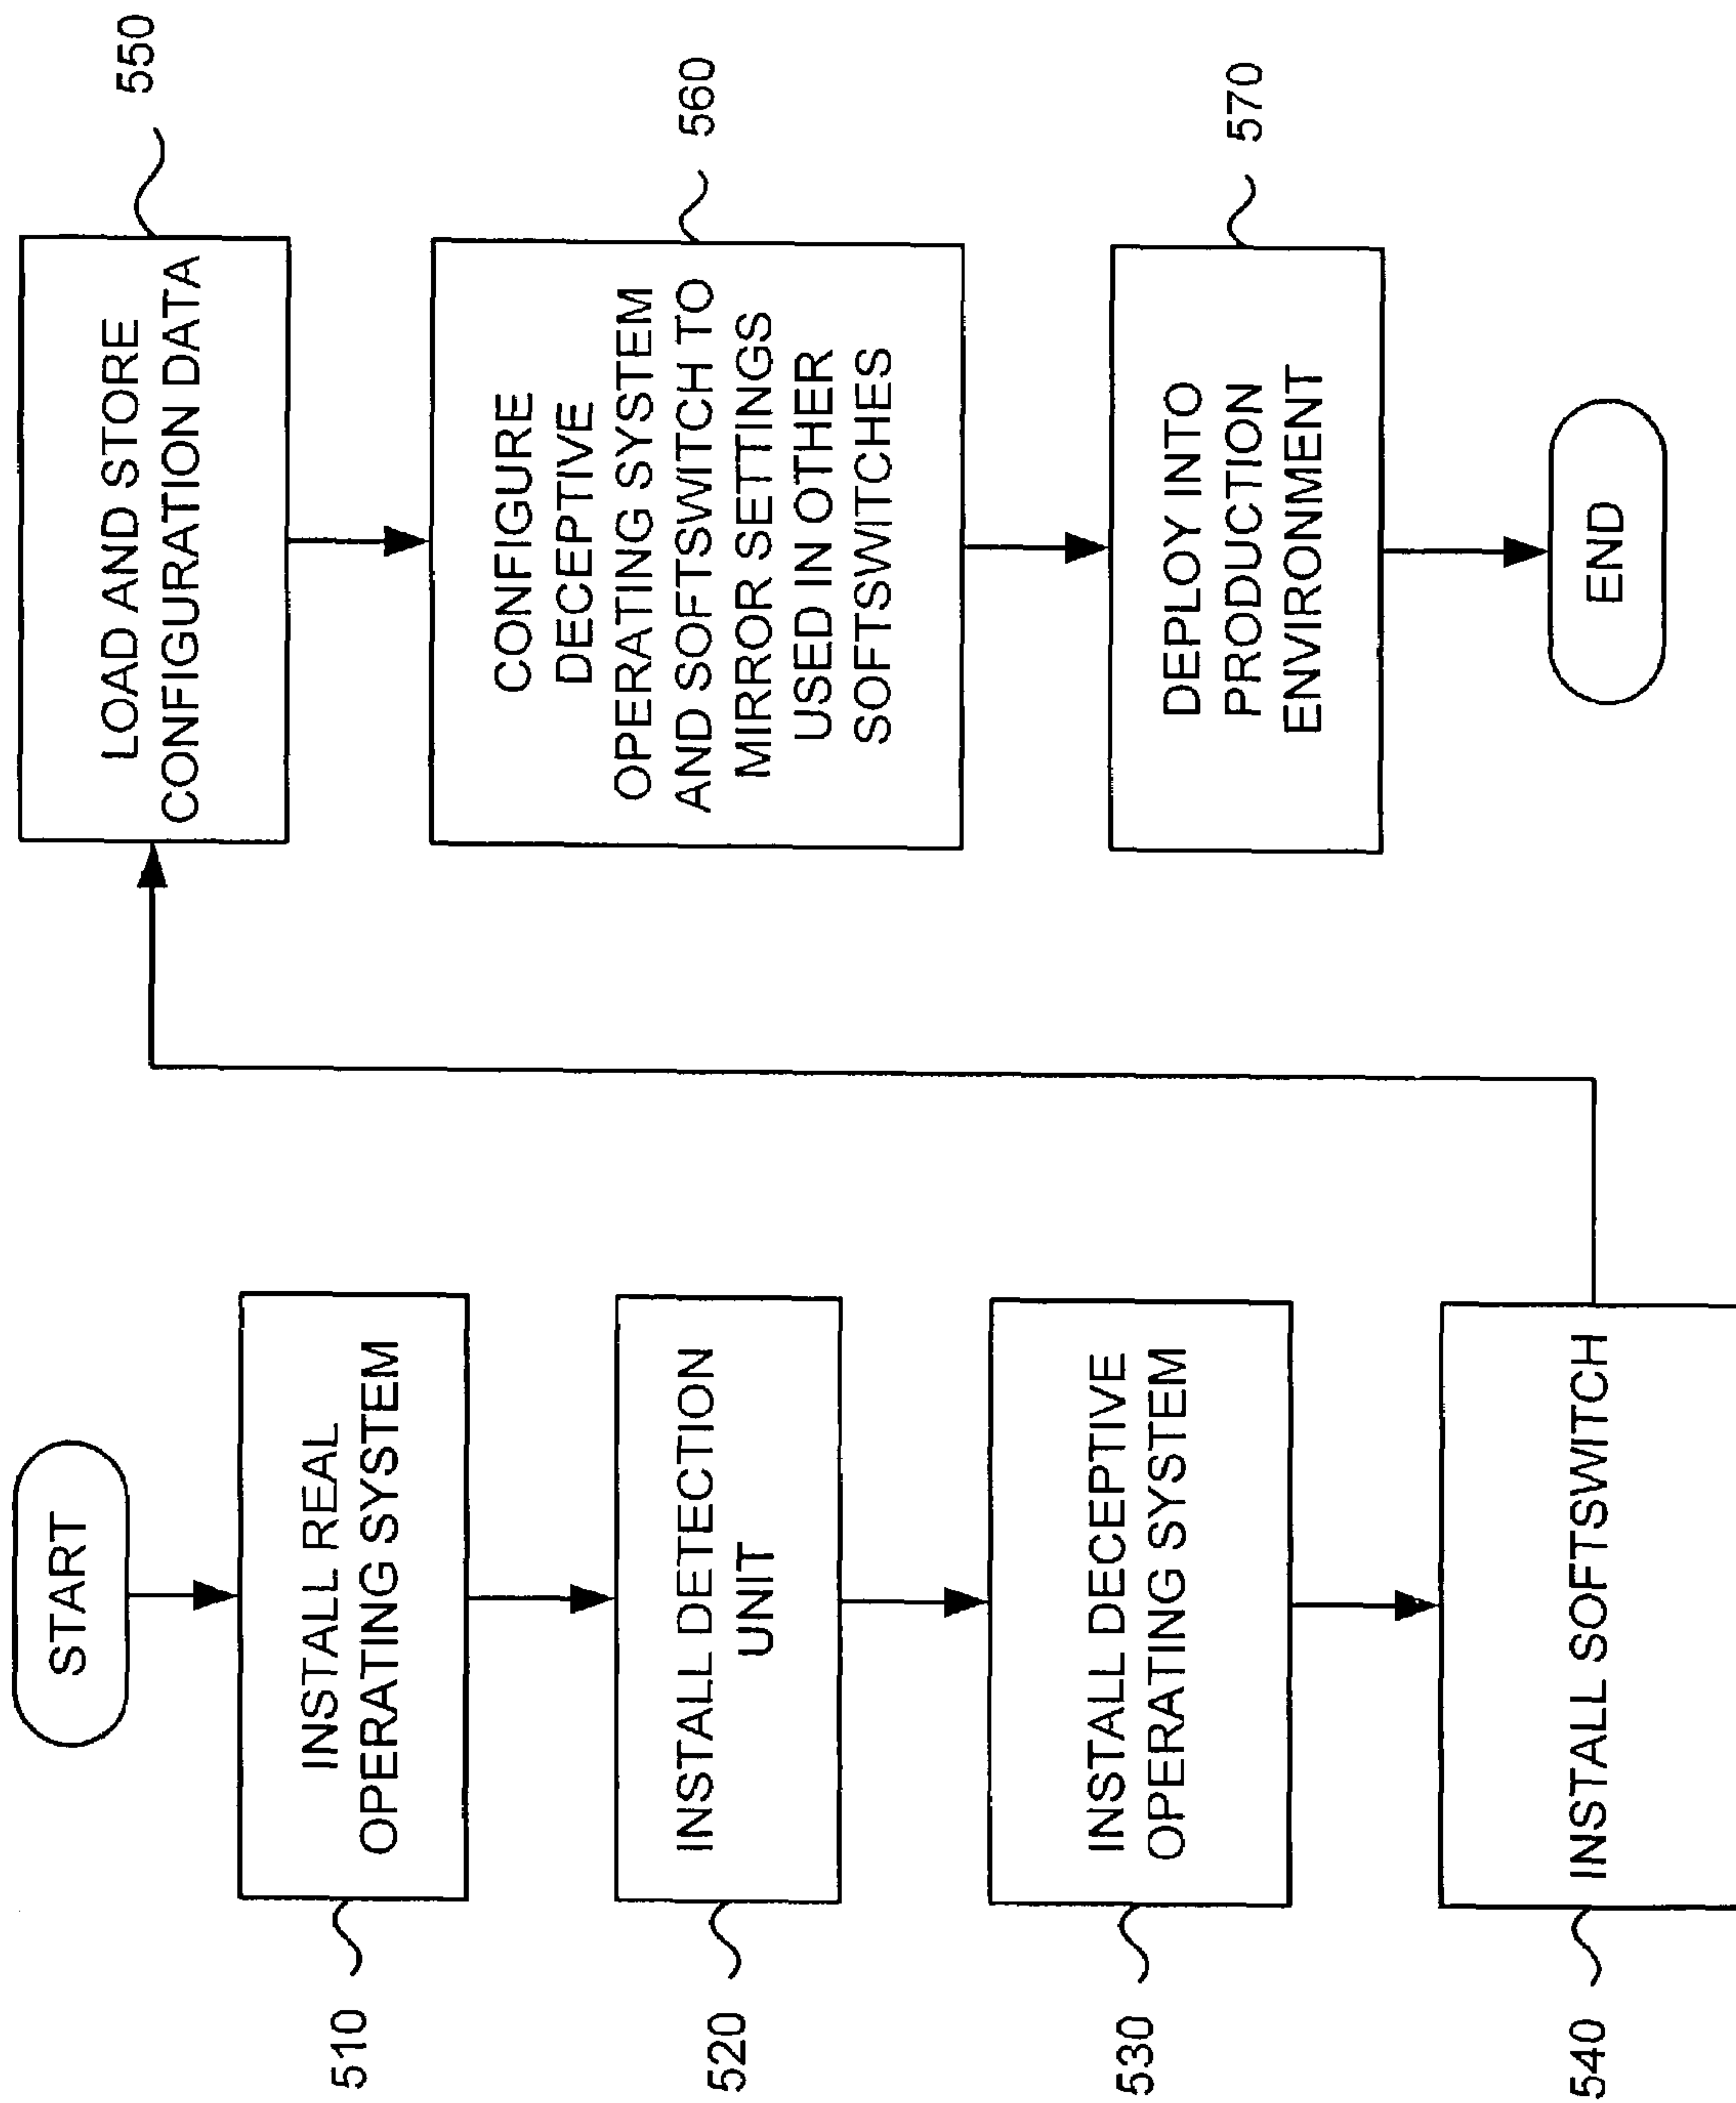 START
INSTALL REAL
OPERATING SYSTEM
510
INSTALL DETECTION
UNIT
520
INSTALL DECEPTIVE
OPERATING SYSTEM
530
INSTALL SOFTSWITCH
540
LOAD AND STORE
CONFIGURATION DATA
550
CONFIGURE
DECEPTIVE
OPERATING SYSTEM
AND SOFTSWITCH TO
MIRROR SETTINGS
USED IN OTHER
SOFTSWITCHES
560
DEPLOY INTO
PRODUCTION
ENVIRONMENT
570
END